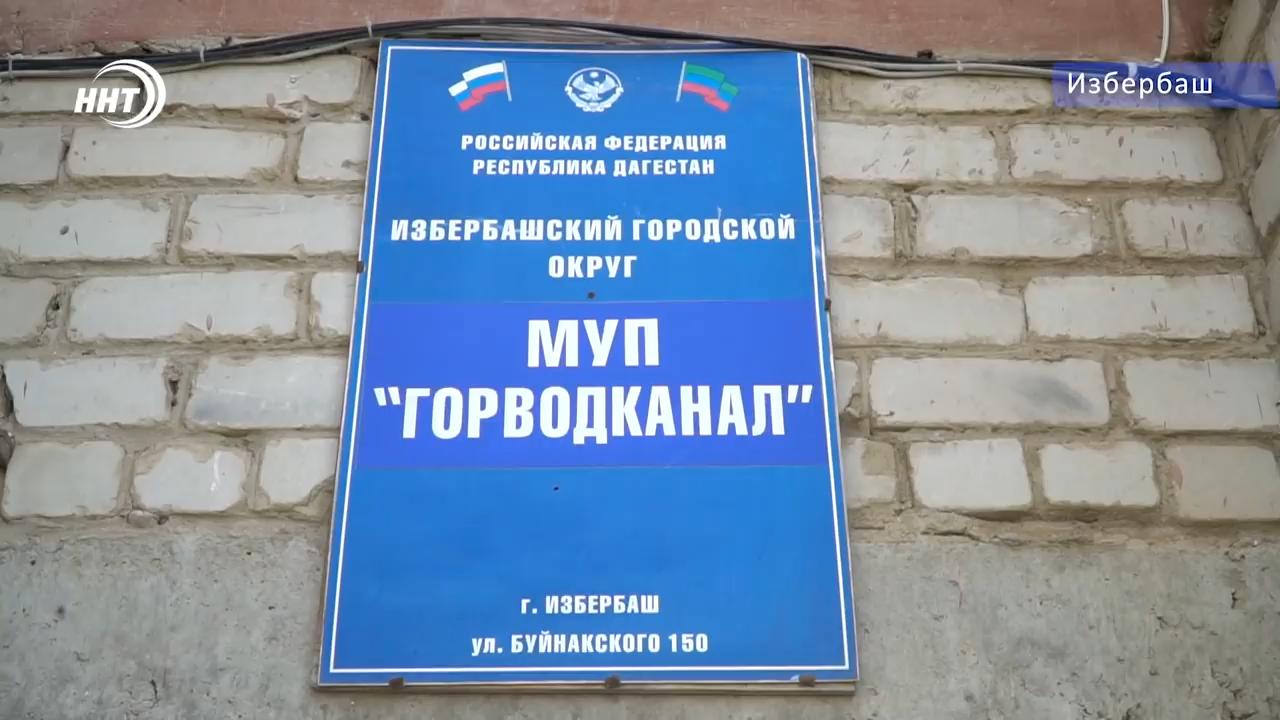 ННТ
Избербаш
РОССИЙСКАЯ ФЕДЕРАЦИЯ
РЕСПУБЛИКА ДАГЕСТАН
ИЗБЕРБАШСКИЙ ГОРОДСКОЙ
ОКРУГ
МУП
"ГОРВОДКАНАЛ"
г. ИЗБЕРБАШ
ул. БУЙНАКСКОГО 150